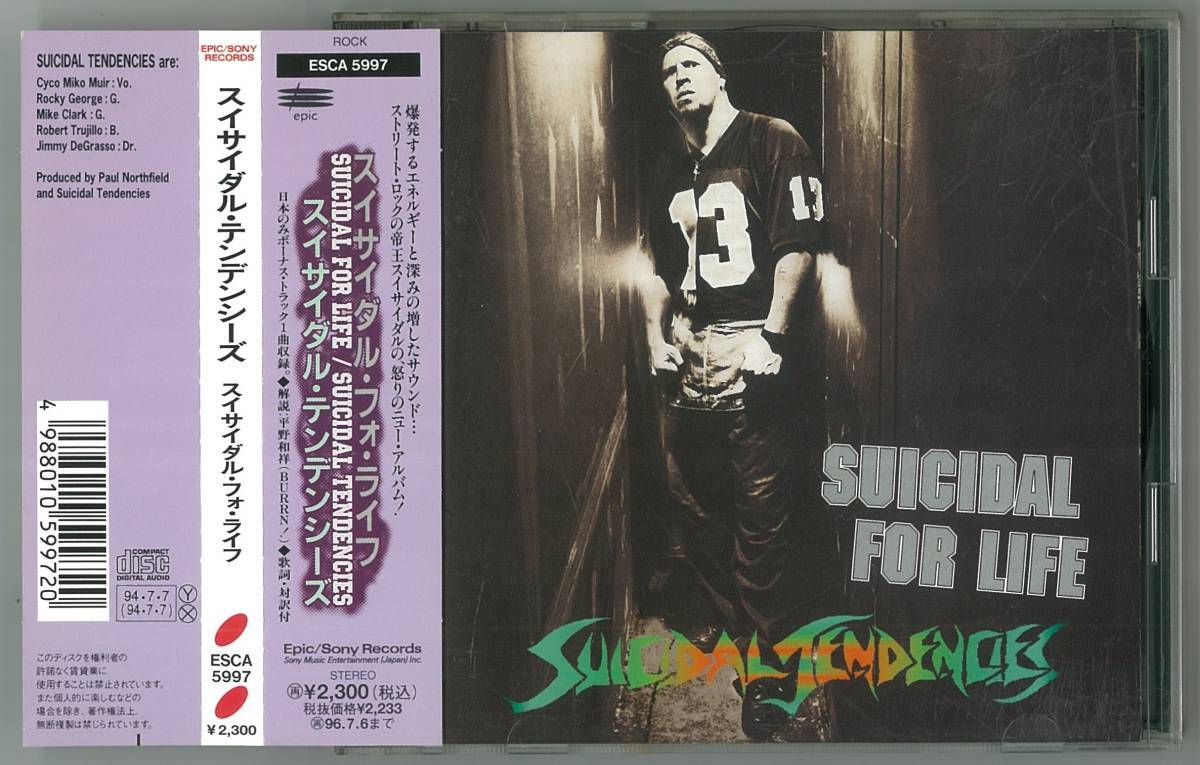 SUICIDAL TENDENCIES are:
Cyco Miko Muir : Vo.
Rocky George : G.
Mike Clark : G.
Robert Trujillo : B.
Jimmy DeGrasso : Dr.
Produced by Paul Northfield
and Suicidal Tendencies
4 988010 599720
COMPACT
disc
DIGITAL AUDIO
94・7・7
(94・7・7)
Y
X
このディスクを権利者の
許諾なく賃貸業に
使用することは禁止されています。
また個人的に楽しむなどの
場合を除き、著作権法上、
無断複製は禁じられています。
EPIC/SONY
RECORDS
スイサイダル・テンデンシーズ
スイサイダル・フォ・ライフ
ESCA
5997
¥2,300
ROCK
ESCA 5997
epic
爆発するエネルギーと深みの増したサウンド…
ストリート・ロックの帝王スイサイダルの、怒りのニュー・アルバム!
スイサイダル・フォ・ライフ
SUICIDAL FOR LIFE / SUICIDAL TENDENCIES
スイサイダル・テンデンシーズ
日本のみボーナス・トラック1曲収録。◆解説:平野和祥(BURRN!)◆歌詞・対訳付
Epic/Sony Records
Sony Music Entertainment (Japan) Inc.
STEREO
再¥2,300(税込)
税抜価格¥2,233
再96.7.6まで
13
13
SUICIDAL
FOR LIFE
SUICIDAL TENDENCIES